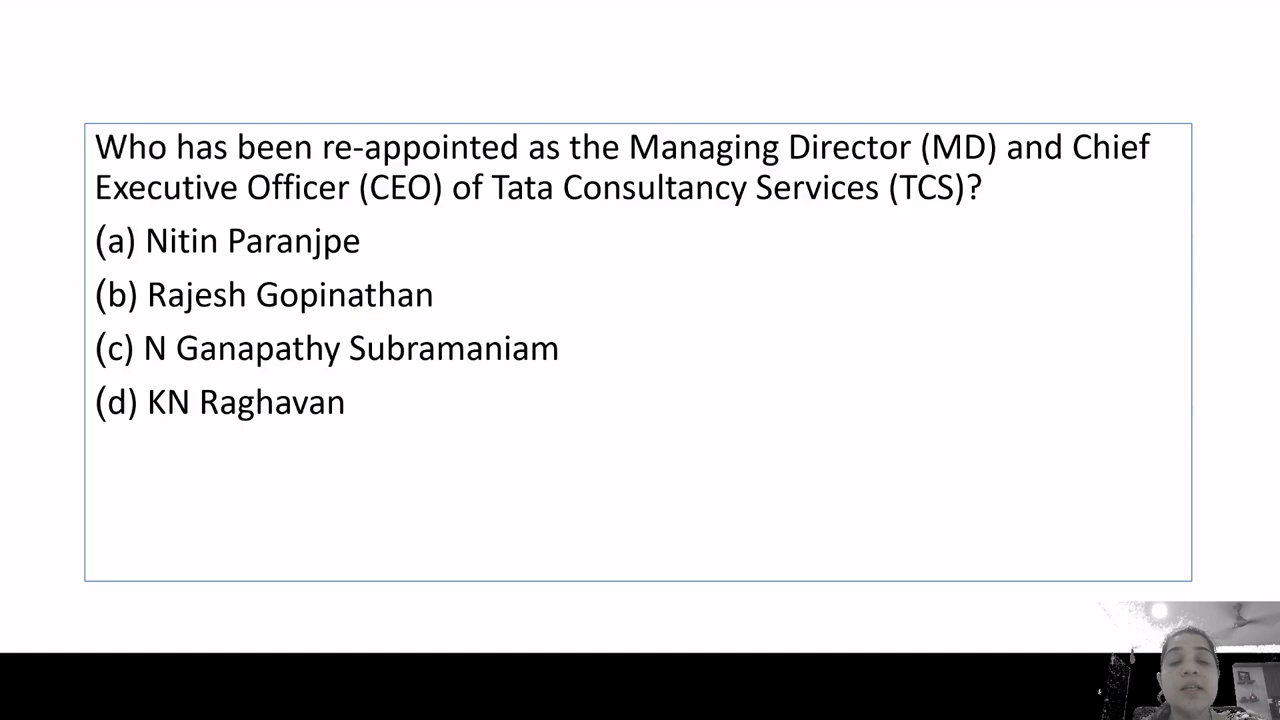 Who has been re-appointed as the Managing Director (MD) and Chief
Executive Officer (CEO) of Tata Consultancy Services (TCS)?
(a) Nitin Paranjpe
(b) Rajesh Gopinathan
(c) N Ganapathy Subramaniam
(d) KN Raghavan